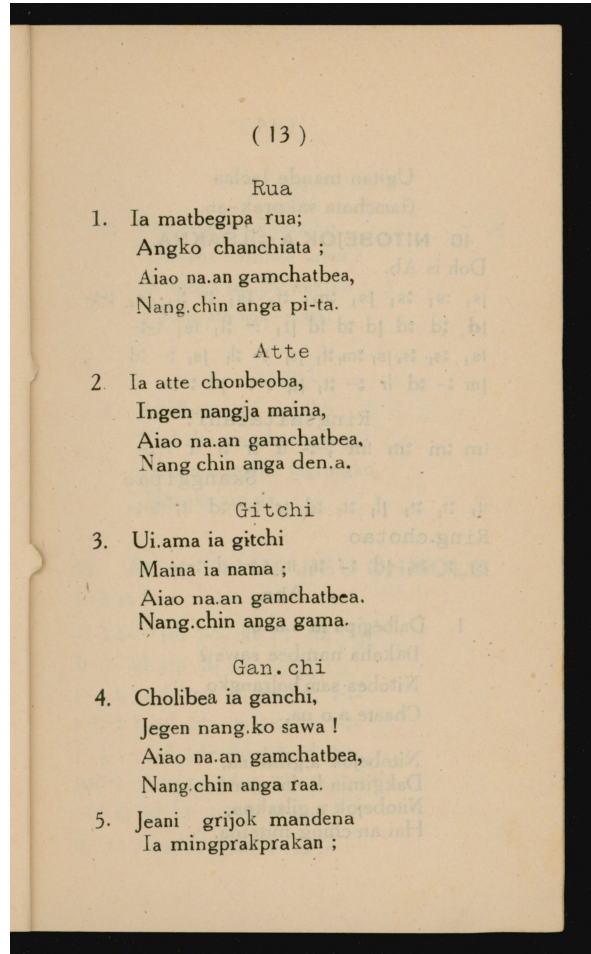 ( 13 )
Rua
1. Ia matbegipa rua;
Angko chanchiata ;
Aiao na.an gamchatbea,
Nang.chin anga pi-ta.
Atte
2. Ia atte chonbeoba,
Ingen nangja maina,
Aiao na.an gamchatbea,
Nang chin anga den.a.
Gitchi
3. Ui.ama ia gitchi
Maina ia nama ;
Aiao na.an gamchatbea.
Nang.chin anga gama.
Gan.chi
4. Cholibea ia ganchi,
Jegen nang.ko sawa !
Aiao na.an gamchatbea,
Nang.chin anga raa.
5. Jeani grijok mandena
Ia mingprakprakan ;